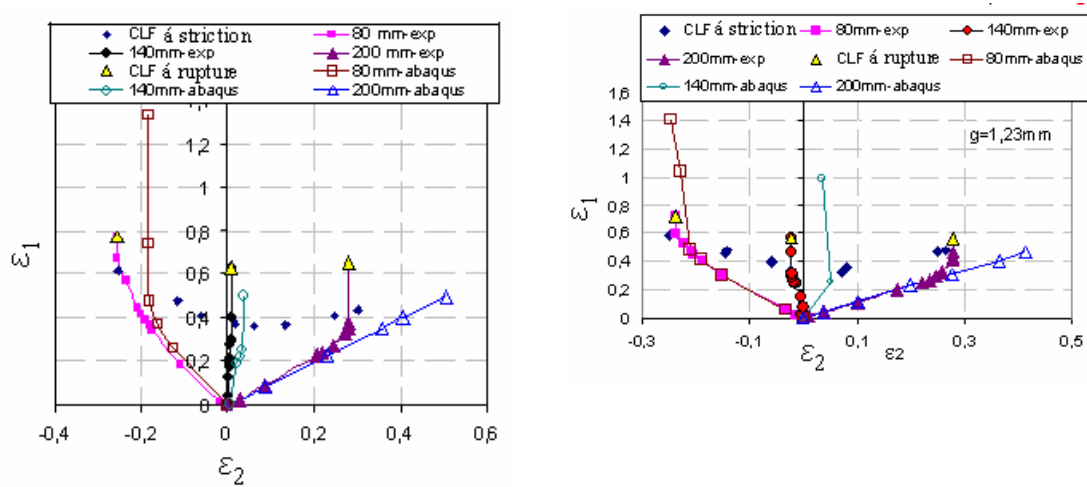 CLF á striction
80 mm-exp
140mm-exp
200 mm-exp
CLF á rupture
80mm-abaqus
140mm-abaqus
200mm-abaqus
1,2
1
0,8
0,6
0,4
0,2
0
-0,4
-0,2
0
0,2
0,4
0,6
ε1
ε2
CLF á striction
80mm-exp
140mm-exp
200mm-exp
CLF á rupture
80mm-abaqus
140mm-abaqus
200mm-abaqus
1,6
1,4
1,2
1
0,8
0,6
0,4
0,2
0
g=1,23mm
-0,3
0,1
0,3
0,5
ε1
ε2
ε2